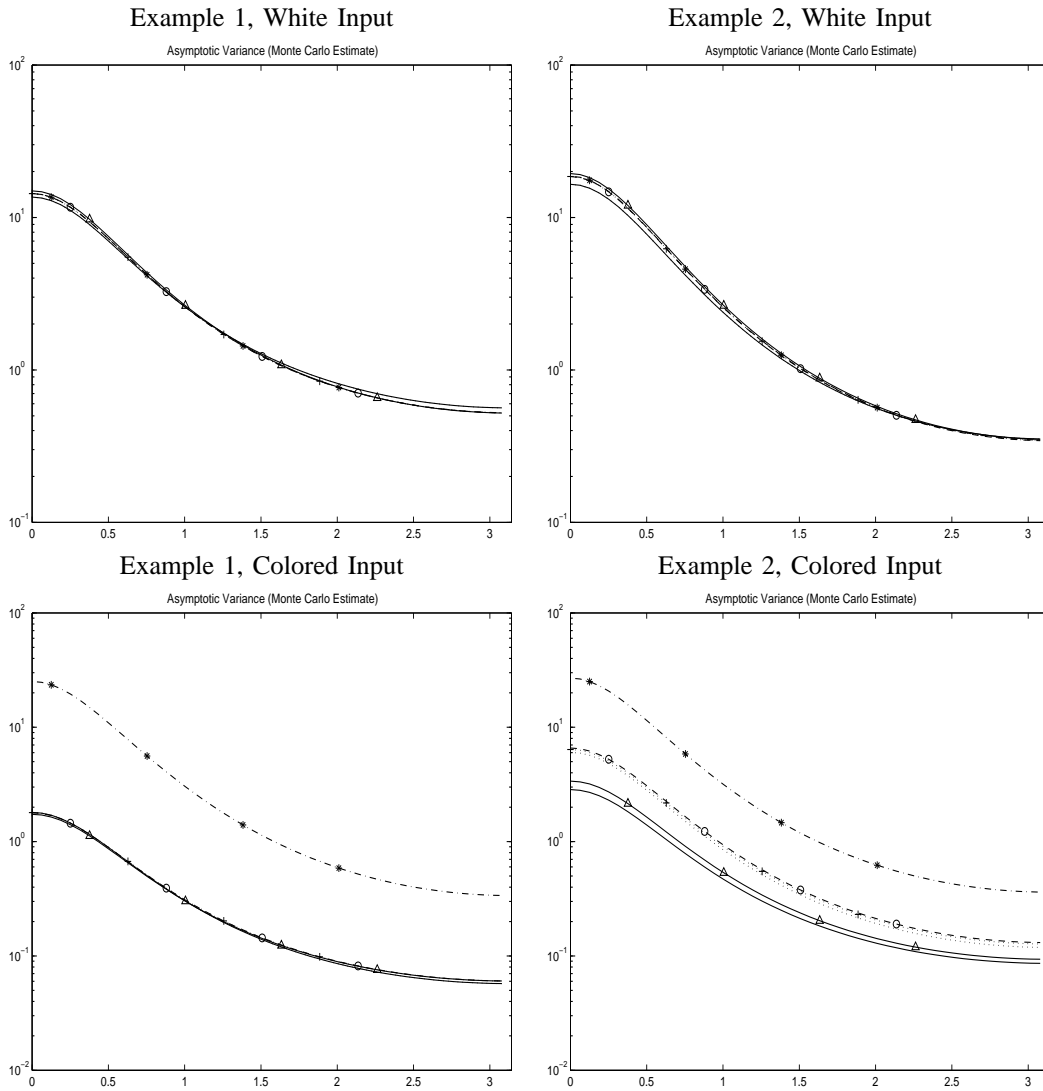 Example 1, White Input
Asymptotic Variance (Monte Carlo Estimate)
10^2
10^1
10^0
10^-1
0 0.5 1 1.5 2 2.5 3
Example 2, White Input
Asymptotic Variance (Monte Carlo Estimate)
10^2
10^1
10^0
10^-1
0 0.5 1 1.5 2 2.5 3
Example 1, Colored Input
Asymptotic Variance (Monte Carlo Estimate)
10^2
10^1
10^0
10^-1
10^-2
0 0.5 1 1.5 2 2.5 3
Example 2, Colored Input
Asymptotic Variance (Monte Carlo Estimate)
10^2
10^1
10^0
10^-1
10^-2
0 0.5 1 1.5 2 2.5 3